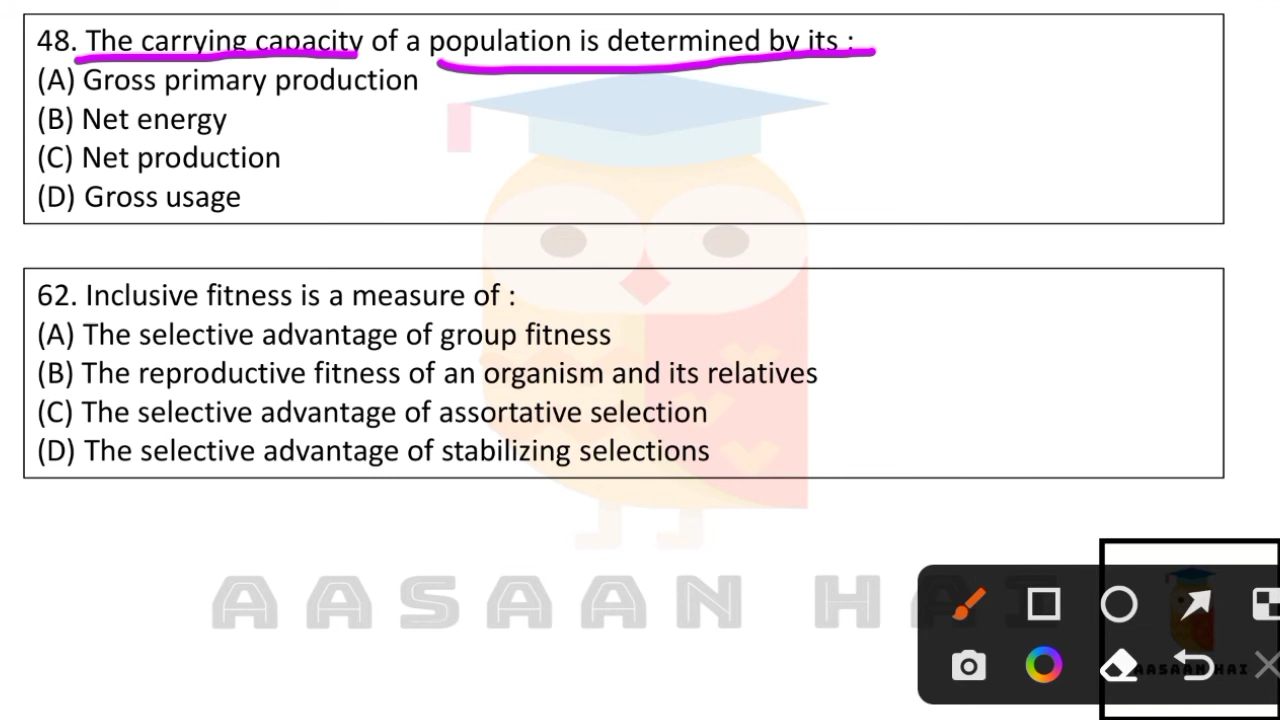 48. The carrying capacity of a population is determined by its :
(A) Gross primary production
(B) Net energy
(C) Net production
(D) Gross usage
62. Inclusive fitness is a measure of :
(A) The selective advantage of group fitness
(B) The reproductive fitness of an organism and its relatives
(C) The selective advantage of assortative selection
(D) The selective advantage of stabilizing selections
AASAAN HAI
AASAAN HAI